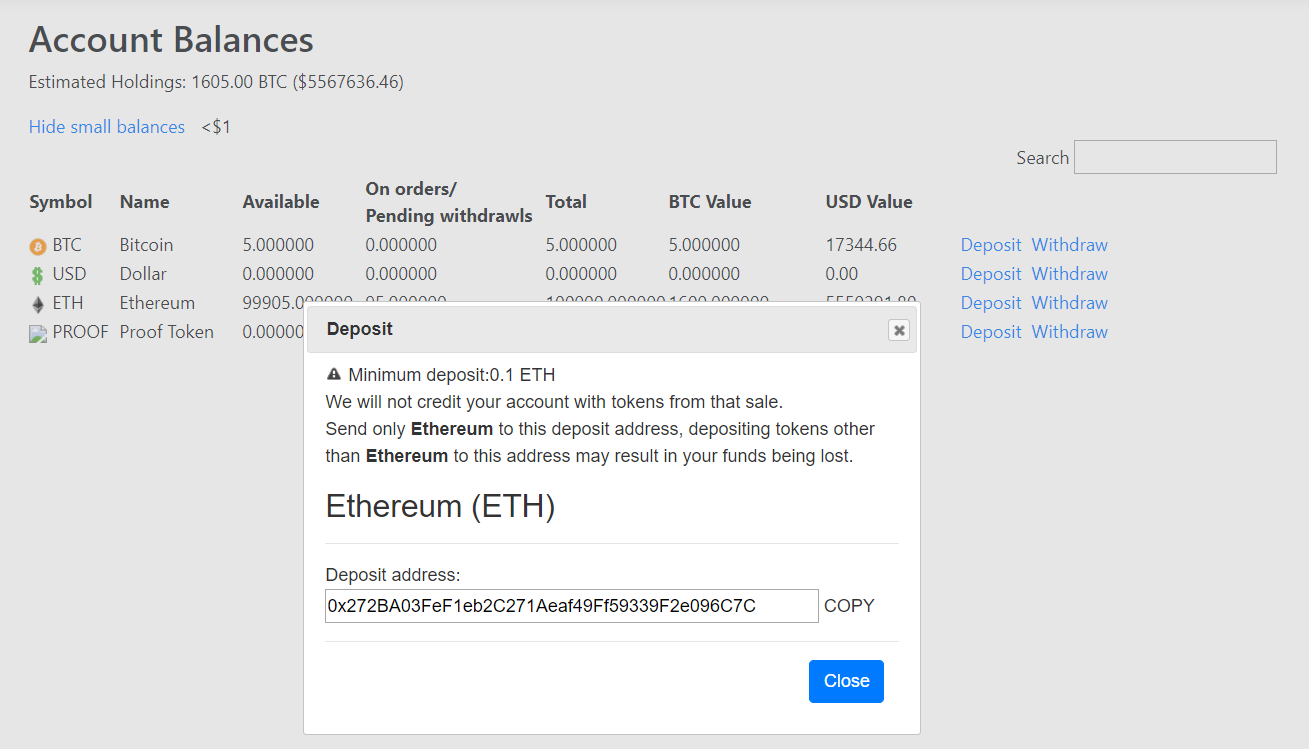 Account Balances
Estimated Holdings: 1605.00 BTC ($5567636.46)
Hide small balances <$1
Search
Symbol Name Available On orders/ Pending withdrawls Total BTC Value USD Value
BTC Bitcoin 5.000000 0.000000 5.000000 5.000000 17344.66 Deposit Withdraw
USD Dollar 0.000000 0.000000 0.000000 0.000000 0.00 Deposit Withdraw
ETH Ethereum 99905.000000 95.000000 100000.000000 1600.000000 Deposit Withdraw
PROOF Proof Token 0.00000 Deposit Withdraw
Deposit
Minimum deposit:0.1 ETH
We will not credit your account with tokens from that sale.
Send only Ethereum to this deposit address, depositing tokens other
than Ethereum to this address may result in your funds being lost.
Ethereum (ETH)
Deposit address:
0x272BA03FeF1eb2C271Aeaf49Ff59339F2e096C7C COPY
Close